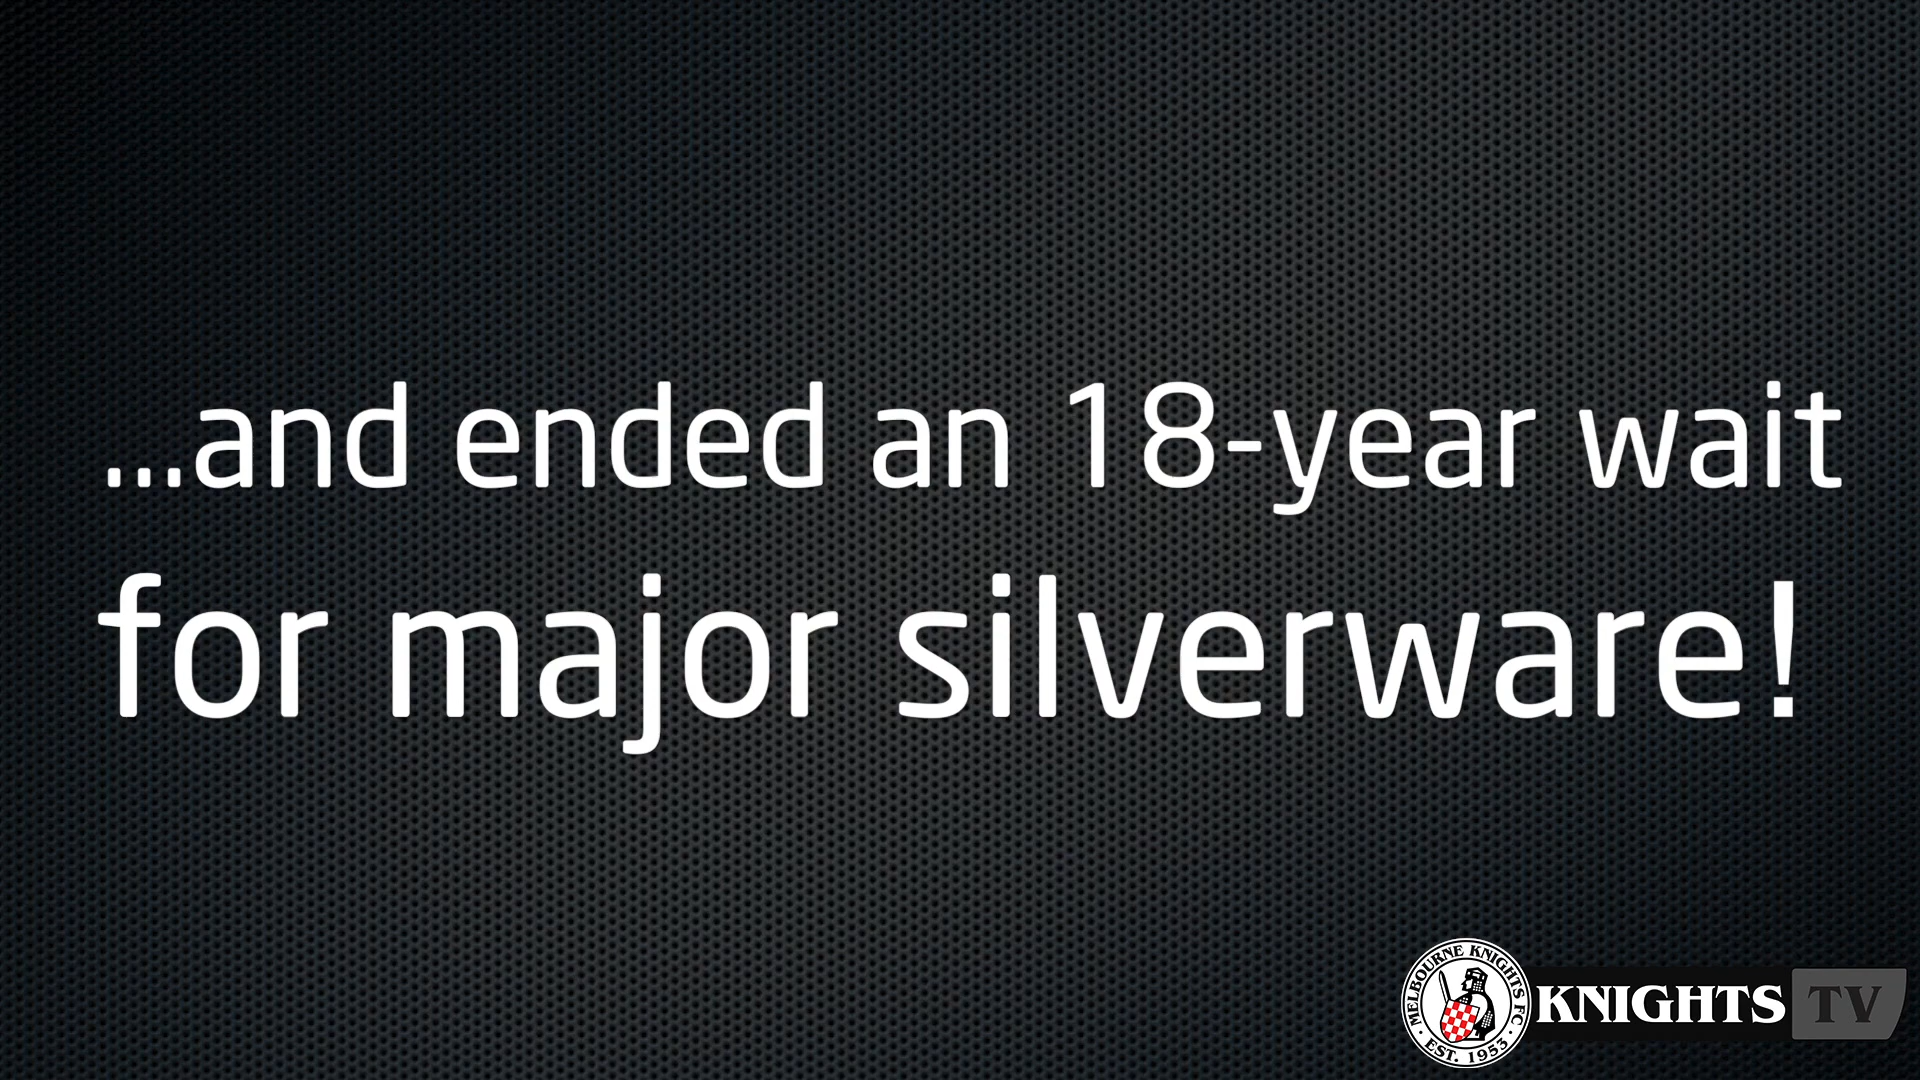 ...and ended an 18-year wait
for major silverware!
MELBOURNE KNIGHTS FC
· EST. 1953 ·
KNIGHTS TV